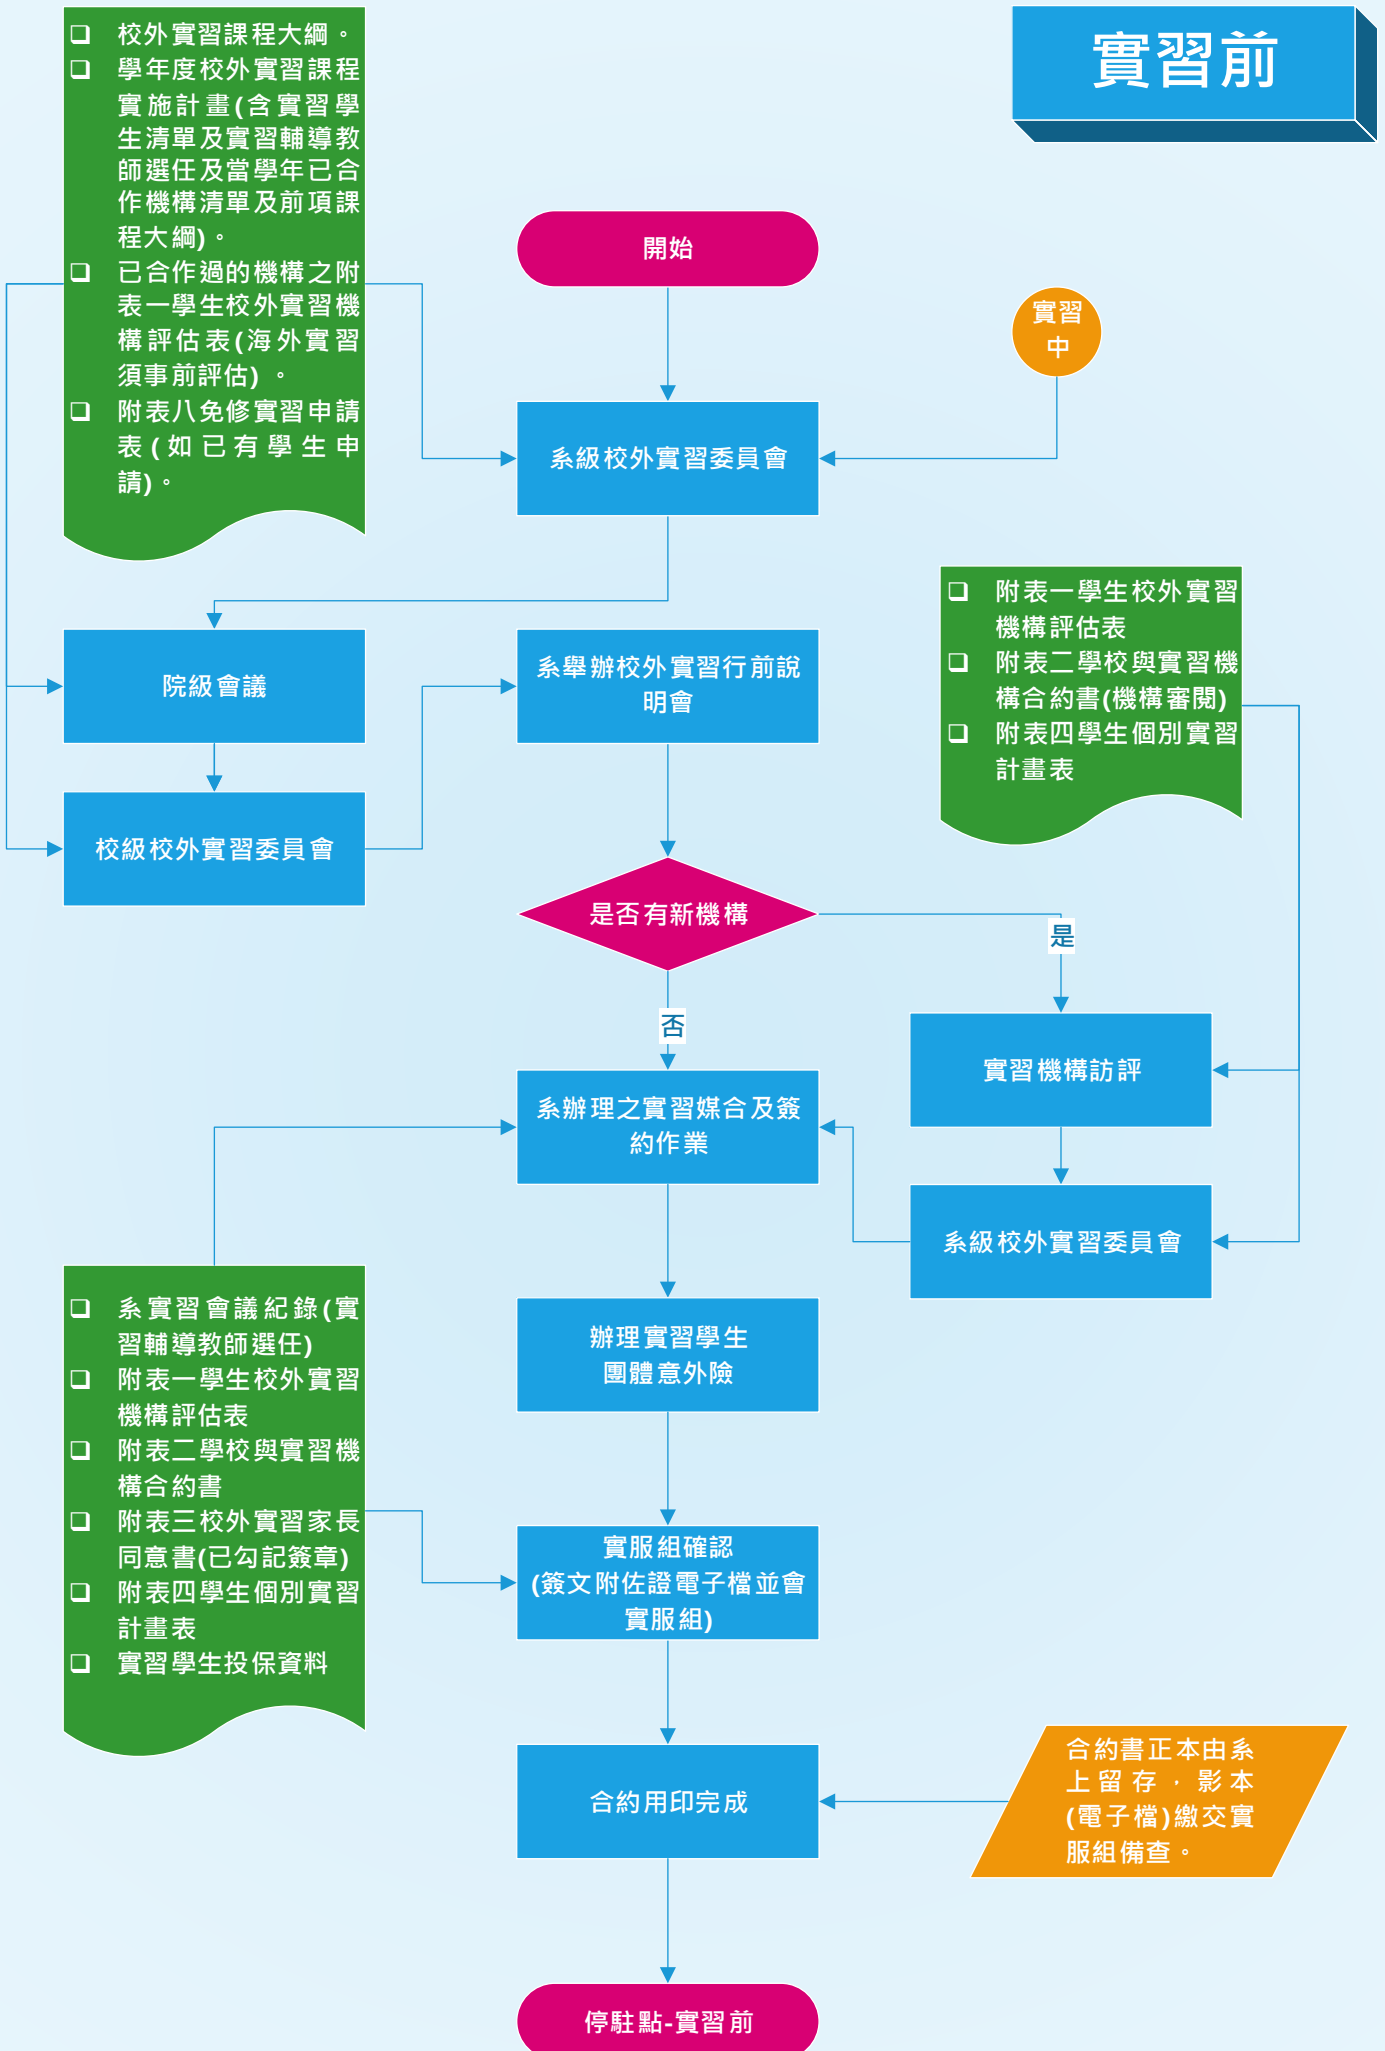 實習前
❑ 校外實習課程大綱。
❑ 學年度校外實習課程
實施計畫(含實習學
生清單及實習輔導教
師選任及當學年已合
作機構清單及前項課
程大綱)。
❑ 已合作過的機構之附
表一學生校外實習機
構評估表(海外實習
須事前評估) 。
❑ 附表八免修實習申請
表(如已有學生申
請)。
開始
實習
中
系級校外實習委員會
院級會議
校級校外實習委員會
系舉辦校外實習行前說
明會
❑ 附表一學生校外實習
機構評估表
❑ 附表二學校與實習機
構合約書(機構審閱)
❑ 附表四學生個別實習
計畫表
是否有新機構
是
否
實習機構訪評
系級校外實習委員會
系辦理之實習媒合及簽
約作業
辦理實習學生
團體意外險
❑ 系實習會議紀錄(實
習輔導教師選任)
❑ 附表一學生校外實習
機構評估表
❑ 附表二學校與實習機
構合約書
❑ 附表三校外實習家長
同意書(已勾記簽章)
❑ 附表四學生個別實習
計畫表
❑ 實習學生投保資料
實服組確認
(簽文附佐證電子檔並會
實服組)
合約用印完成
合約書正本由系
上留存，影本
(電子檔)繳交實
服組備查。
停駐點-實習前